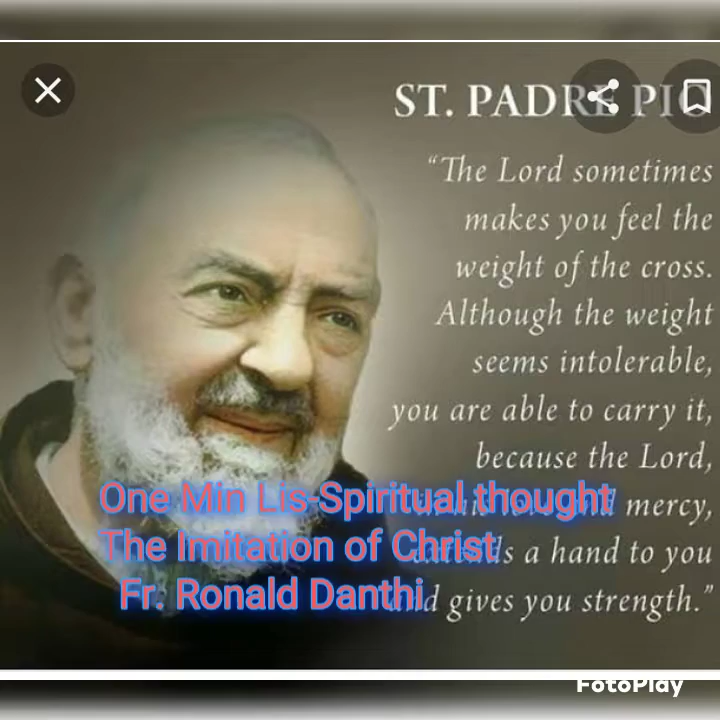 ST. PADRE PIO
"The Lord sometimes
makes you feel the
weight of the cross.
Although the weight
seems intolerable,
you are able to carry it,
because the Lord,
mercy,
a hand to you
gives you strength."
One Min Lis-Spiritual thought
The Imitation of Christ
Fr. Ronald Danthi
FotoPlay